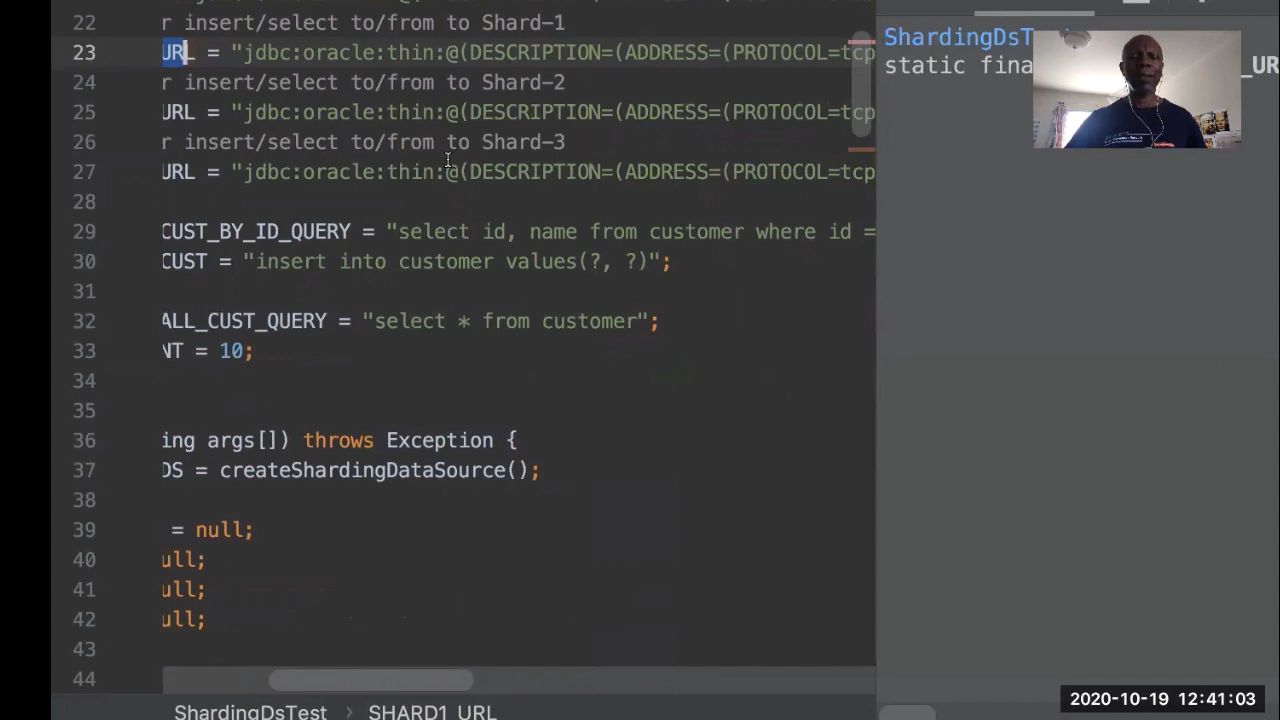 22 r insert/select to/from to Shard-1
23 URL = "jdbc:oracle:thin:@(DESCRIPTION=(ADDRESS=(PROTOCOL=tcp
24 r insert/select to/from to Shard-2
25 URL = "jdbc:oracle:thin:@(DESCRIPTION=(ADDRESS=(PROTOCOL=tcp
26 r insert/select to/from to Shard-3
27 URL = "jdbc:oracle:thin:@(DESCRIPTION=(ADDRESS=(PROTOCOL=tcp
28
29 CUST_BY_ID_QUERY = "select id, name from customer where id =
30 CUST = "insert into customer values(?, ?)";
31
32 ALL_CUST_QUERY = "select * from customer";
33 NT = 10;
34
35
36 ing args[]) throws Exception {
37 DS = createShardingDataSource();
38
39 = null;
40 ull;
41 ull;
42 ull;
43
44
ShardingDsTest > SHARD1_URL
ShardingDsT
static fina _UR
2020-10-19 12:41:03